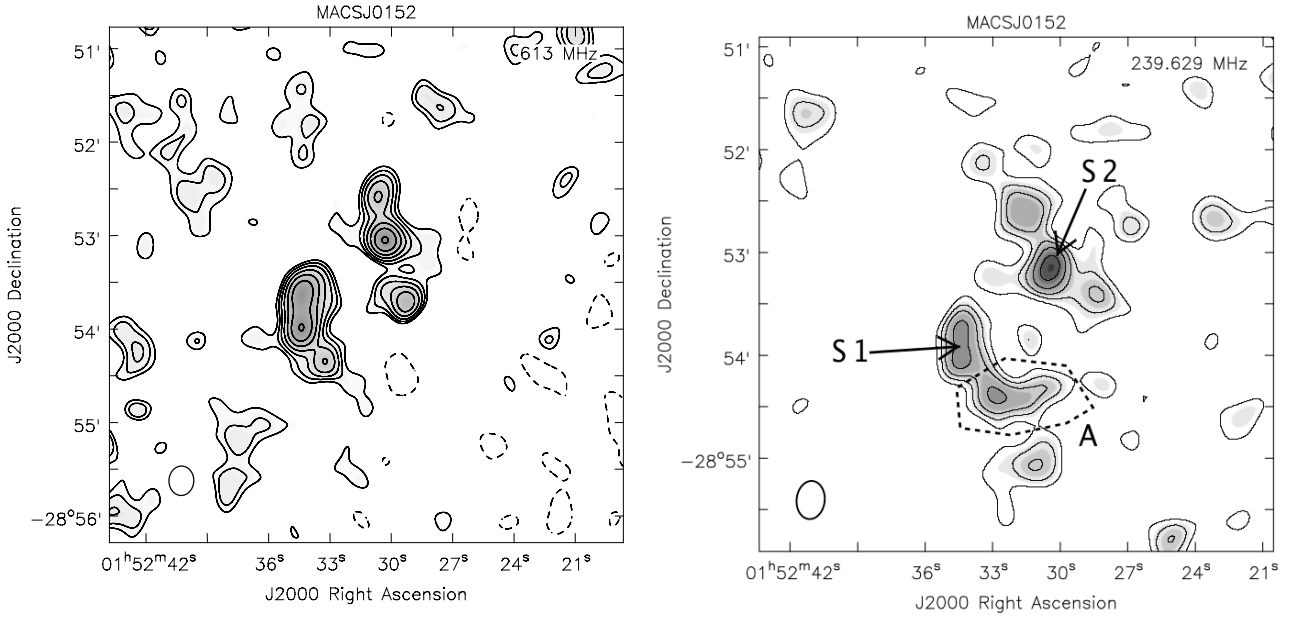 MACSJ0152
613 MHz
51'
52'
53'
54'
55'
−28°56'
J2000 Declination
01ʰ52ᵐ42ˢ
36ˢ
33ˢ
30ˢ
27ˢ
24ˢ
21ˢ
J2000 Right Ascension
MACSJ0152
239.629 MHz
51'
52'
53'
54'
−28°55'
J2000 Declination
S2
S1
A
01ʰ52ᵐ42ˢ
36ˢ
33ˢ
30ˢ
27ˢ
24ˢ
21ˢ
J2000 Right Ascension